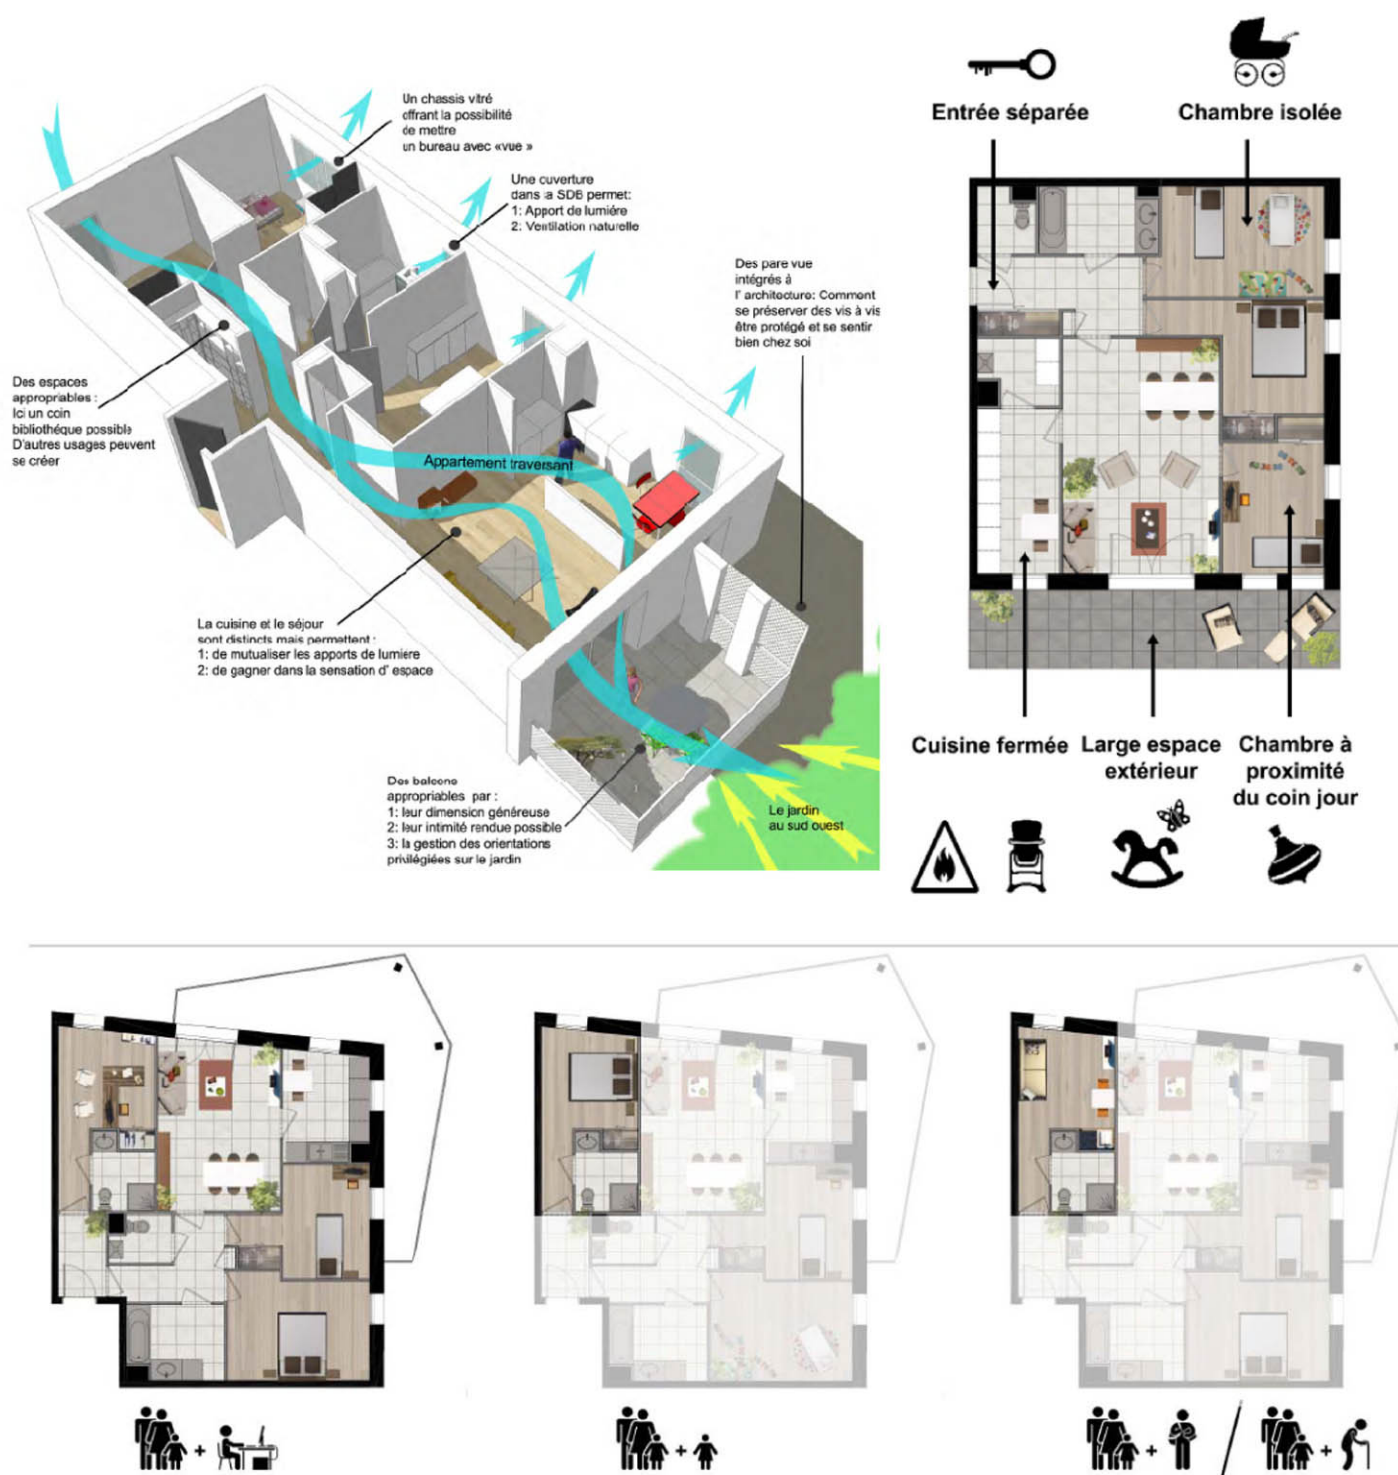 Un chassis vitré
offrant la possibilité
de mettre
un bureau avec «vue »
Une cuverture
dans la SDB permet:
1: Apport de lumiére
2: Ventilation naturelle
Des pare vue
intégrés à
l' architecture: Comment
se préserver des vis à vis
être protégé et se sentir
bien chez soi
Des espaces
appropriables :
Ici un coin
bibliothéque possible
D'autres usages peuvent
se créer
Appartement traversant
La cuisine et le séjour
sont distincts mais permettent :
1: de mutualiser les apports de lumiere
2: de gagner dans la sensation d' espace
Des balcons
appropriables par :
1: leur dimension généreuse
2: leur intimité rendue possible
3: la gestion des orientations
privilégiées sur le jardin
Le jardin
au sud ouest
Entrée séparée
Chambre isolée
Cuisine fermée
Large espace
extérieur
Chambre à
proximité
du coin jour
+
+
+
/
+